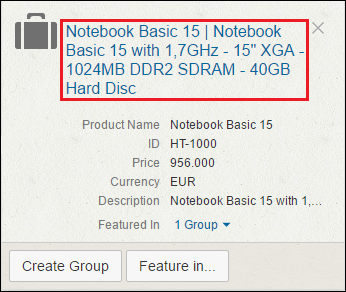 Notebook Basic 15 | Notebook
Basic 15 with 1,7GHz - 15" XGA -
1024MB DDR2 SDRAM - 40GB
Hard Disc
Product Name Notebook Basic 15
ID HT-1000
Price 956.000
Currency EUR
Description Notebook Basic 15 with 1,...
Featured In 1 Group
Create Group Feature in...